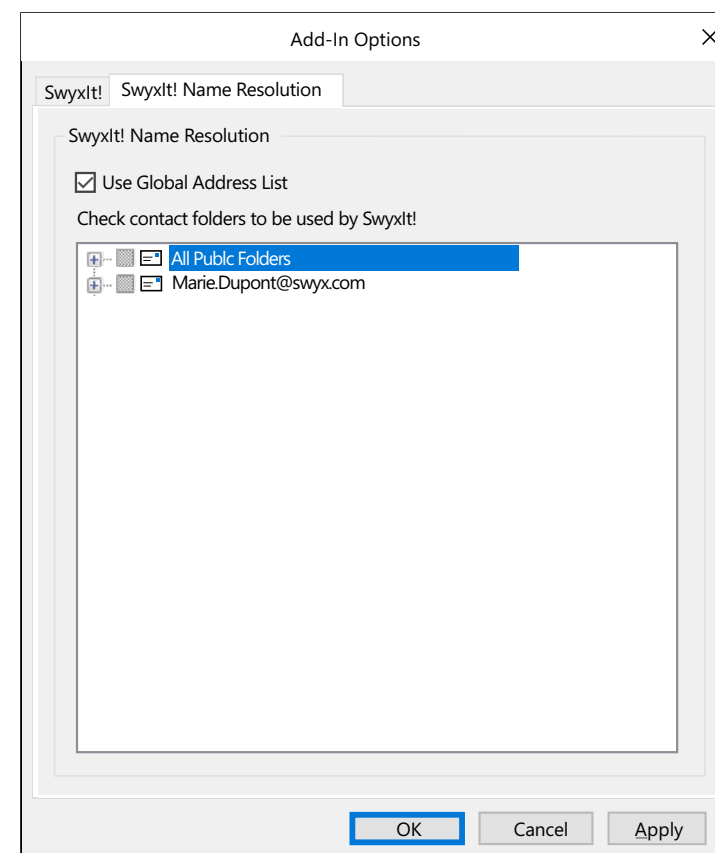 Add-In Options
SwyxIt!
SwyxIt! Name Resolution
SwyxIt! Name Resolution
Use Global Address List
Check contact folders to be used by SwyxIt!
All Publc Folders
Marie.Dupont@swyx.com
OK
Cancel
Apply